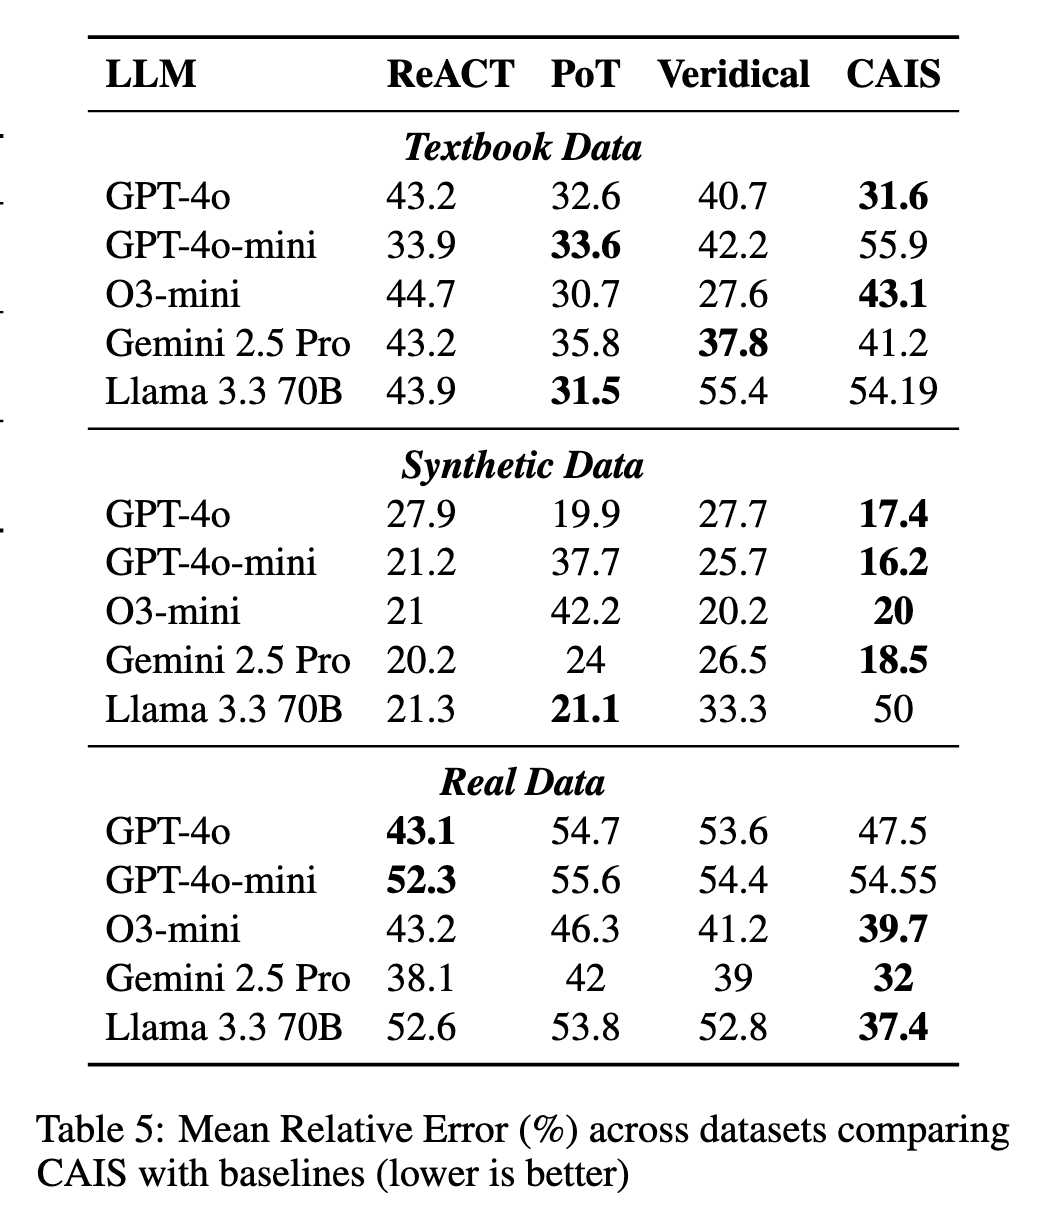 LLM ReACT PoT Veridical CAIS
Textbook Data
GPT-4o 43.2 32.6 40.7 31.6
GPT-4o-mini 33.9 33.6 42.2 55.9
O3-mini 44.7 30.7 27.6 43.1
Gemini 2.5 Pro 43.2 35.8 37.8 41.2
Llama 3.3 70B 43.9 31.5 55.4 54.19
Synthetic Data
GPT-4o 27.9 19.9 27.7 17.4
GPT-4o-mini 21.2 37.7 25.7 16.2
O3-mini 21 42.2 20.2 20
Gemini 2.5 Pro 20.2 24 26.5 18.5
Llama 3.3 70B 21.3 21.1 33.3 50
Real Data
GPT-4o 43.1 54.7 53.6 47.5
GPT-4o-mini 52.3 55.6 54.4 54.55
O3-mini 43.2 46.3 41.2 39.7
Gemini 2.5 Pro 38.1 42 39 32
Llama 3.3 70B 52.6 53.8 52.8 37.4
Table 5: Mean Relative Error (%) across datasets comparing
CAIS with baselines (lower is better)